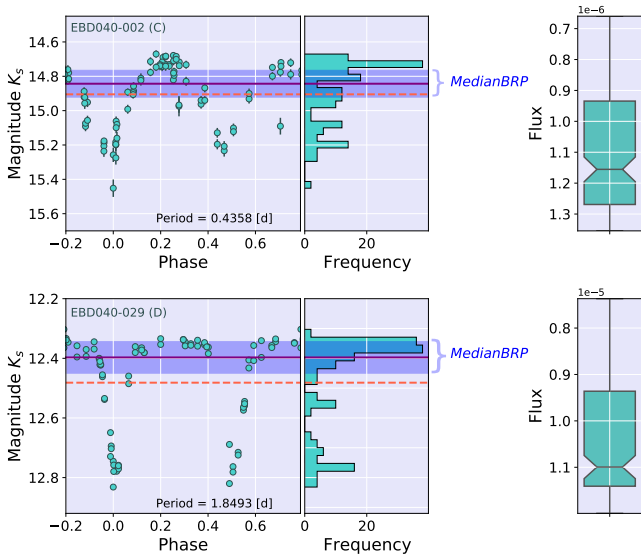 EBD040-002 (C)
14.6
14.8
15.0
15.2
15.4
15.6
Magnitude Ks
Period = 0.4358 [d]
−0.2 0.0 0.2 0.4 0.6
Phase
0 20
Frequency
MedianBRP
1e−6
0.7
0.8
0.9
1.0
1.1
1.2
1.3
Flux
EBD040-029 (D)
12.2
12.4
12.6
12.8
Magnitude Ks
Period = 1.8493 [d]
−0.2 0.0 0.2 0.4 0.6
Phase
0 20
Frequency
MedianBRP
1e−5
0.8
0.9
1.0
1.1
Flux